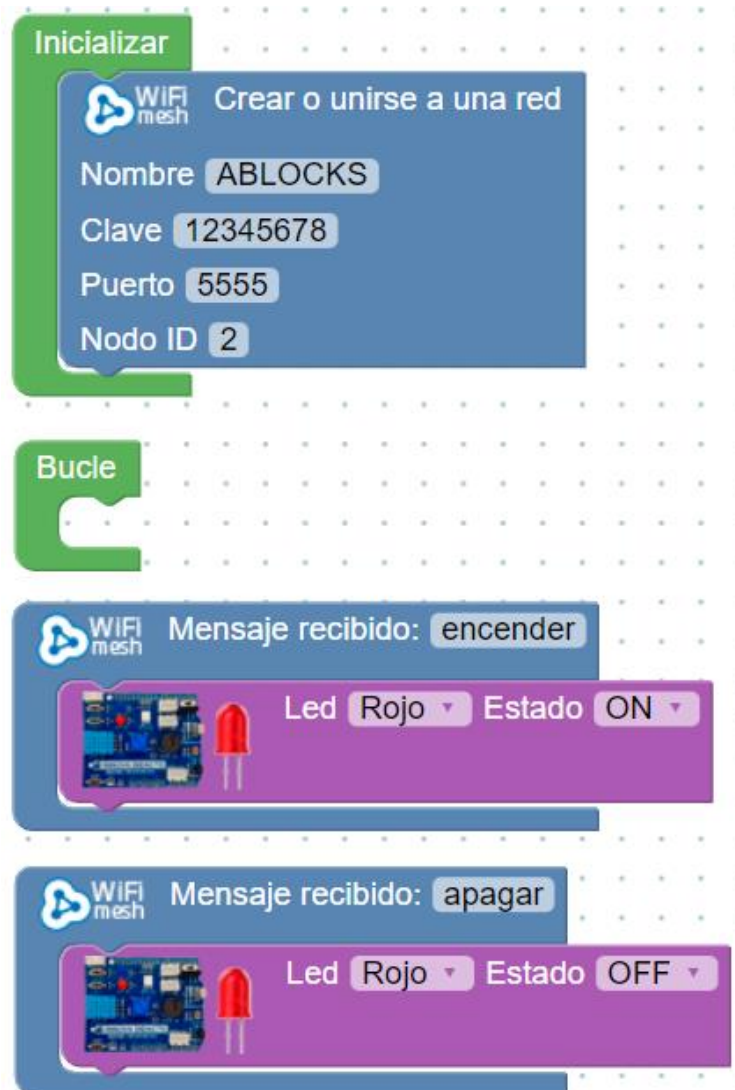 Inicializar
WiFi mesh Crear o unirse a una red
Nombre ABLOCKS
Clave 12345678
Puerto 5555
Nodo ID 2
Bucle
WiFi mesh Mensaje recibido: encender
Led Rojo Estado ON
WiFi mesh Mensaje recibido: apagar
Led Rojo Estado OFF